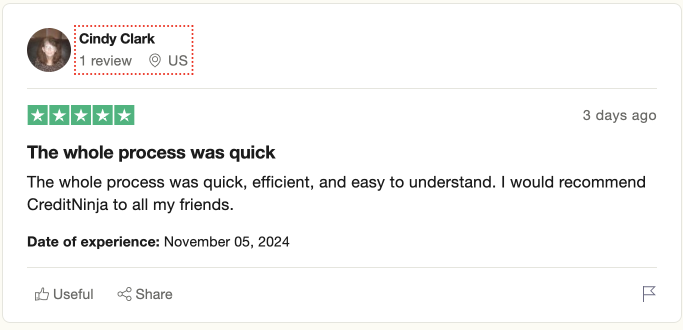 Cindy Clark
1 review US
3 days ago
The whole process was quick
The whole process was quick, efficient, and easy to understand. I would recommend
CreditNinja to all my friends.
Date of experience: November 05, 2024
Useful Share